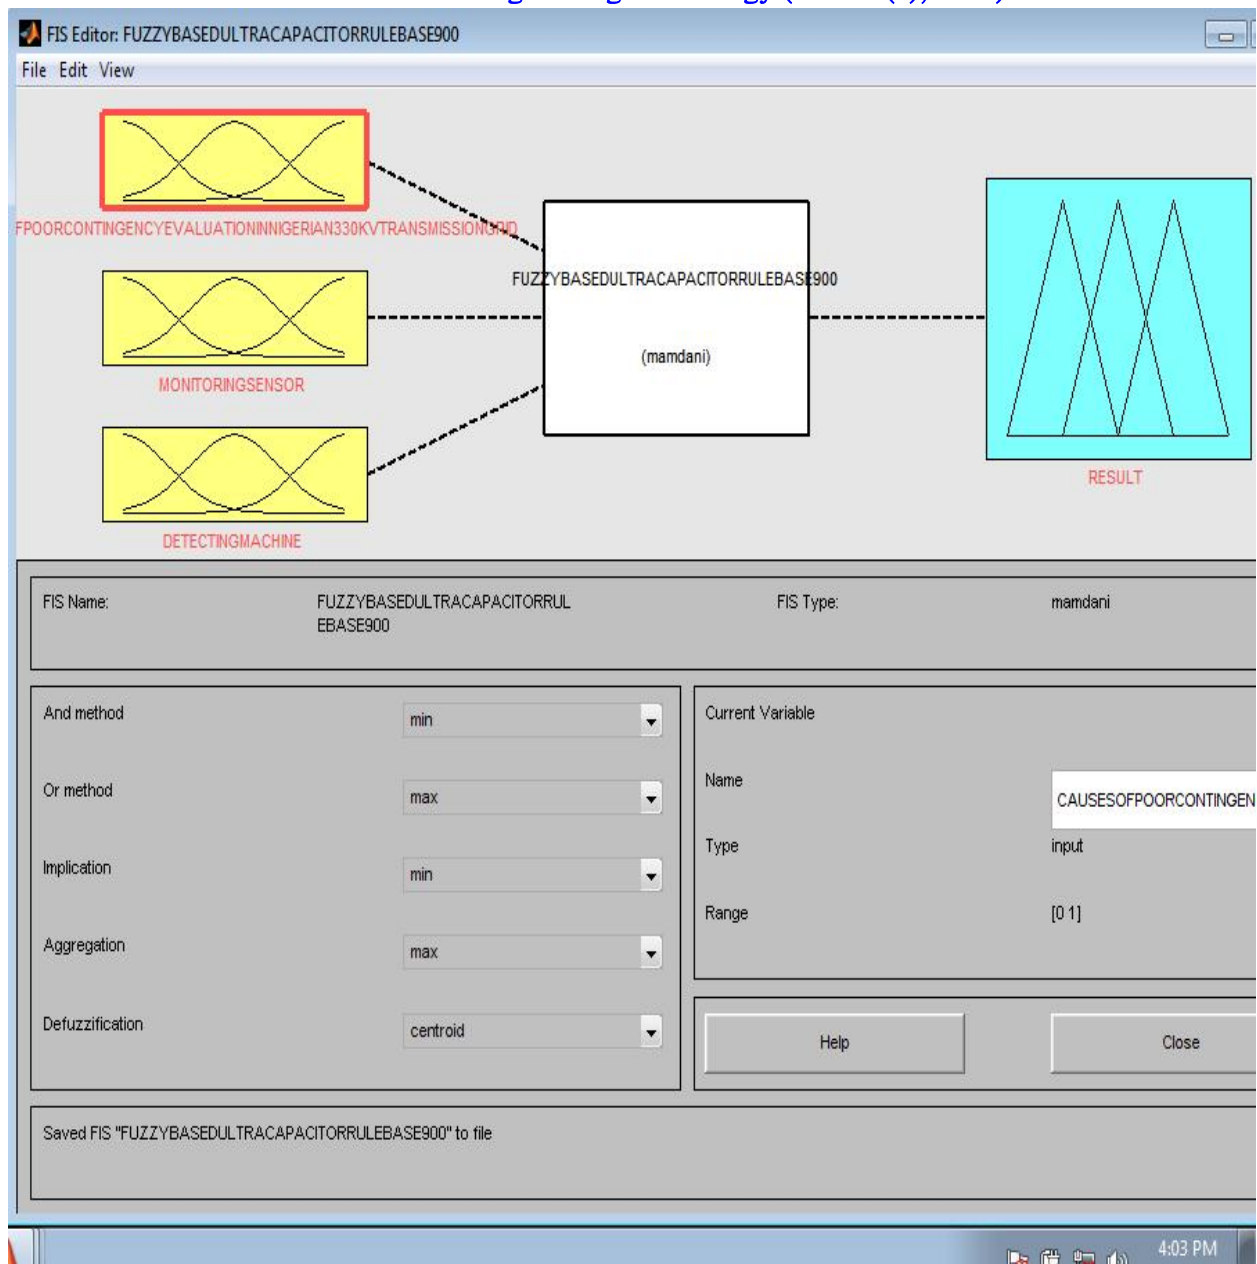 FIS Editor: FUZZYBASEDULTRACAPACITORRULEBASE900
File Edit View
FPOORCONTINGENCYEVALUATIONINNIGERIAN330KVTRANSMISSIONGRID
FUZZYBASEDULTRACAPACITORRULEBASE900
(mamdani)
MONITORINGSENSOR
RESULT
DETECTINGMACHINE
FIS Name: FUZZYBASEDULTRACAPACITORRUL
EBASE900
FIS Type: mamdani
And method min
Or method max
Implication min
Aggregation max
Defuzzification centroid
Current Variable
Name CAUSESOFPOORCONTINGEN
Type input
Range [0 1]
Help Close
Saved FIS "FUZZYBASEDULTRACAPACITORRULEBASE900" to file
4:03 PM